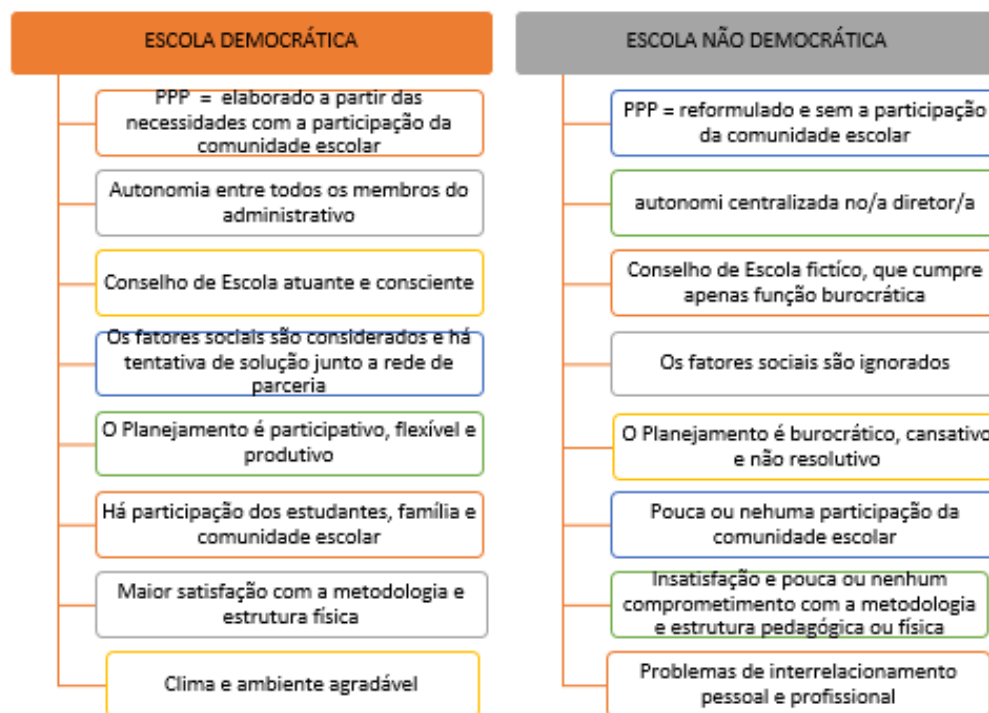 ESCOLA DEMOCRÁTICA
PPP = elaborado a partir das
necessidades com a participação da
comunidade escolar
Autonomia entre todos os membros do
administrativo
Conselho de Escola atuante e consciente
Os fatores sociais são considerados e há
tentativa de solução junto a rede de
parceria
O Planejamento é participativo, flexível e
produtivo
Há participação dos estudantes, família e
comunidade escolar
Maior satisfação com a metodologia e
estrutura física
Clima e ambiente agradável
ESCOLA NÃO DEMOCRÁTICA
PPP = reformulado e sem a participação
da comunidade escolar
autonomi centralizada no/a diretor/a
Conselho de Escola fictíco, que cumpre
apenas função burocrática
Os fatores sociais são ignorados
O Planejamento é burocrático, cansativo
e não resolutivo
Pouca ou nehuma participação da
comunidade escolar
Insatisfação e pouca ou nenhum
comprometimento com a metodologia
e estrutura pedagógica ou física
Problemas de interrelacionamento
pessoal e profissional